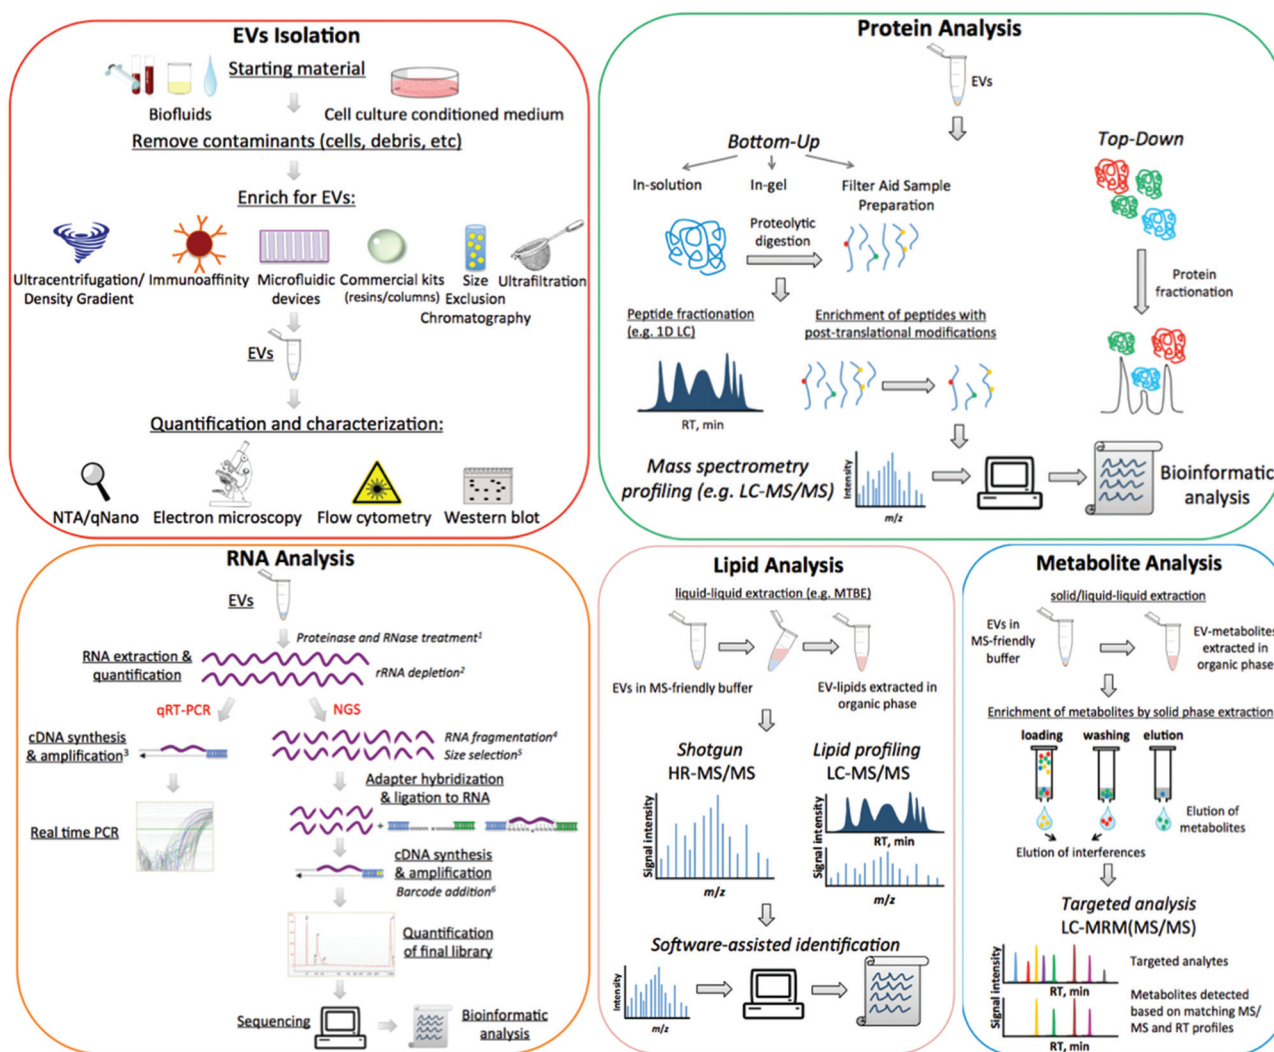 EVs Isolation
Starting material
Biofluids
Cell culture conditioned medium
Remove contaminants (cells, debris, etc)
Enrich for EVs:
Ultracentrifugation/
Density Gradient
Immunoaffinity
Microfluidic
devices
Commercial kits
(resins/columns)
Size
Exclusion
Chromatography
Ultrafiltration
EVs
Quantification and characterization:
NTA/qNano
Electron microscopy
Flow cytometry
Western blot
Protein Analysis
EVs
Bottom-Up
Top-Down
In-solution
In-gel
Filter Aid Sample
Preparation
Proteolytic
digestion
Protein
fractionation
Peptide fractionation
(e.g. 1D LC)
Enrichment of peptides with
post-translational modifications
RT, min
Mass spectrometry
profiling (e.g. LC-MS/MS)
Intensity
m/z
Bioinformatic
analysis
RNA Analysis
EVs
Proteinase and RNase treatment¹
RNA extraction &
quantification
rRNA depletion²
qRT-PCR
NGS
cDNA synthesis
& amplification³
RNA fragmentation⁴
Size selection⁵
Adapter hybridization
& ligation to RNA
+
Real time PCR
cDNA synthesis
& amplification
Barcode addition⁶
Quantification
of final library
Sequencing
Bioinformatic
analysis
Lipid Analysis
liquid-liquid extraction (e.g. MTBE)
EVs in MS-friendly buffer
EV-lipids extracted in
organic phase
Shotgun
HR-MS/MS
Lipid profiling
LC-MS/MS
Signal intensity
m/z
Signal intensity
RT, min
m/z
Software-assisted identification
Intensity
m/z
Metabolite Analysis
solid/liquid-liquid extraction
EVs in
MS-friendly
buffer
EV-metabolites
extracted in
organic phase
Enrichment of metabolites by solid phase extraction
loading
washing
elution
Elution of
metabolites
Elution of interferences
Targeted analysis
LC-MRM(MS/MS)
Signal intensity
Targeted analytes
RT, min
Metabolites detected
based on matching MS/
MS and RT profiles
RT, min